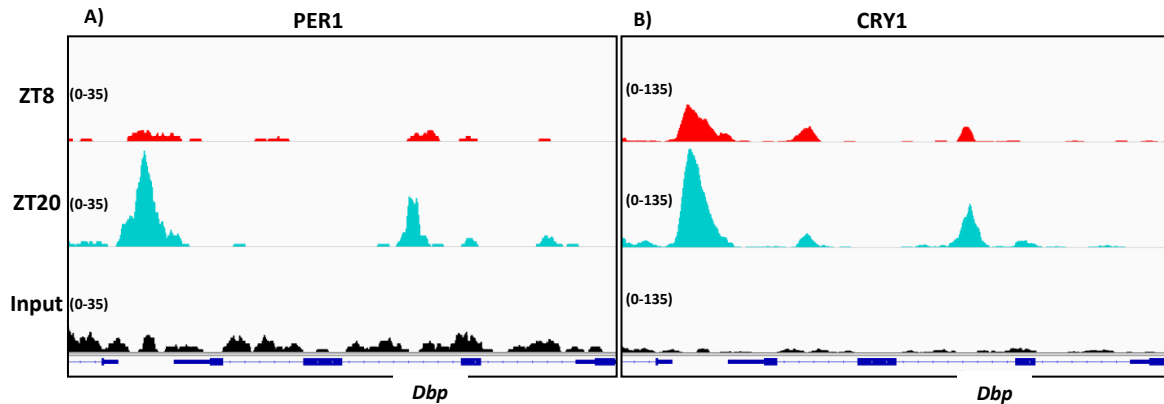 A) PER1 B) CRY1
ZT8 (0-35) (0-135)
ZT20 (0-35) (0-135)
Input (0-35) (0-135)
Dbp Dbp